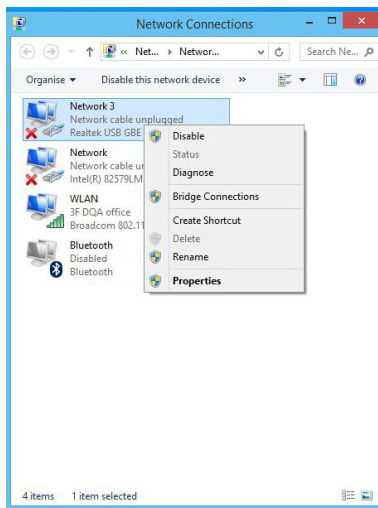 Network Connections
« Net... › Networ...
Search Ne...
Organise
Disable this network device
»
Network 3
Network cable unplugged
Realtek USB GBE
Network
Network cable un
Intel(R) 82579LM
WLAN
3F DQA office
Broadcom 802.11
Bluetooth
Disabled
Bluetooth
Disable
Status
Diagnose
Bridge Connections
Create Shortcut
Delete
Rename
Properties
4 items 1 item selected